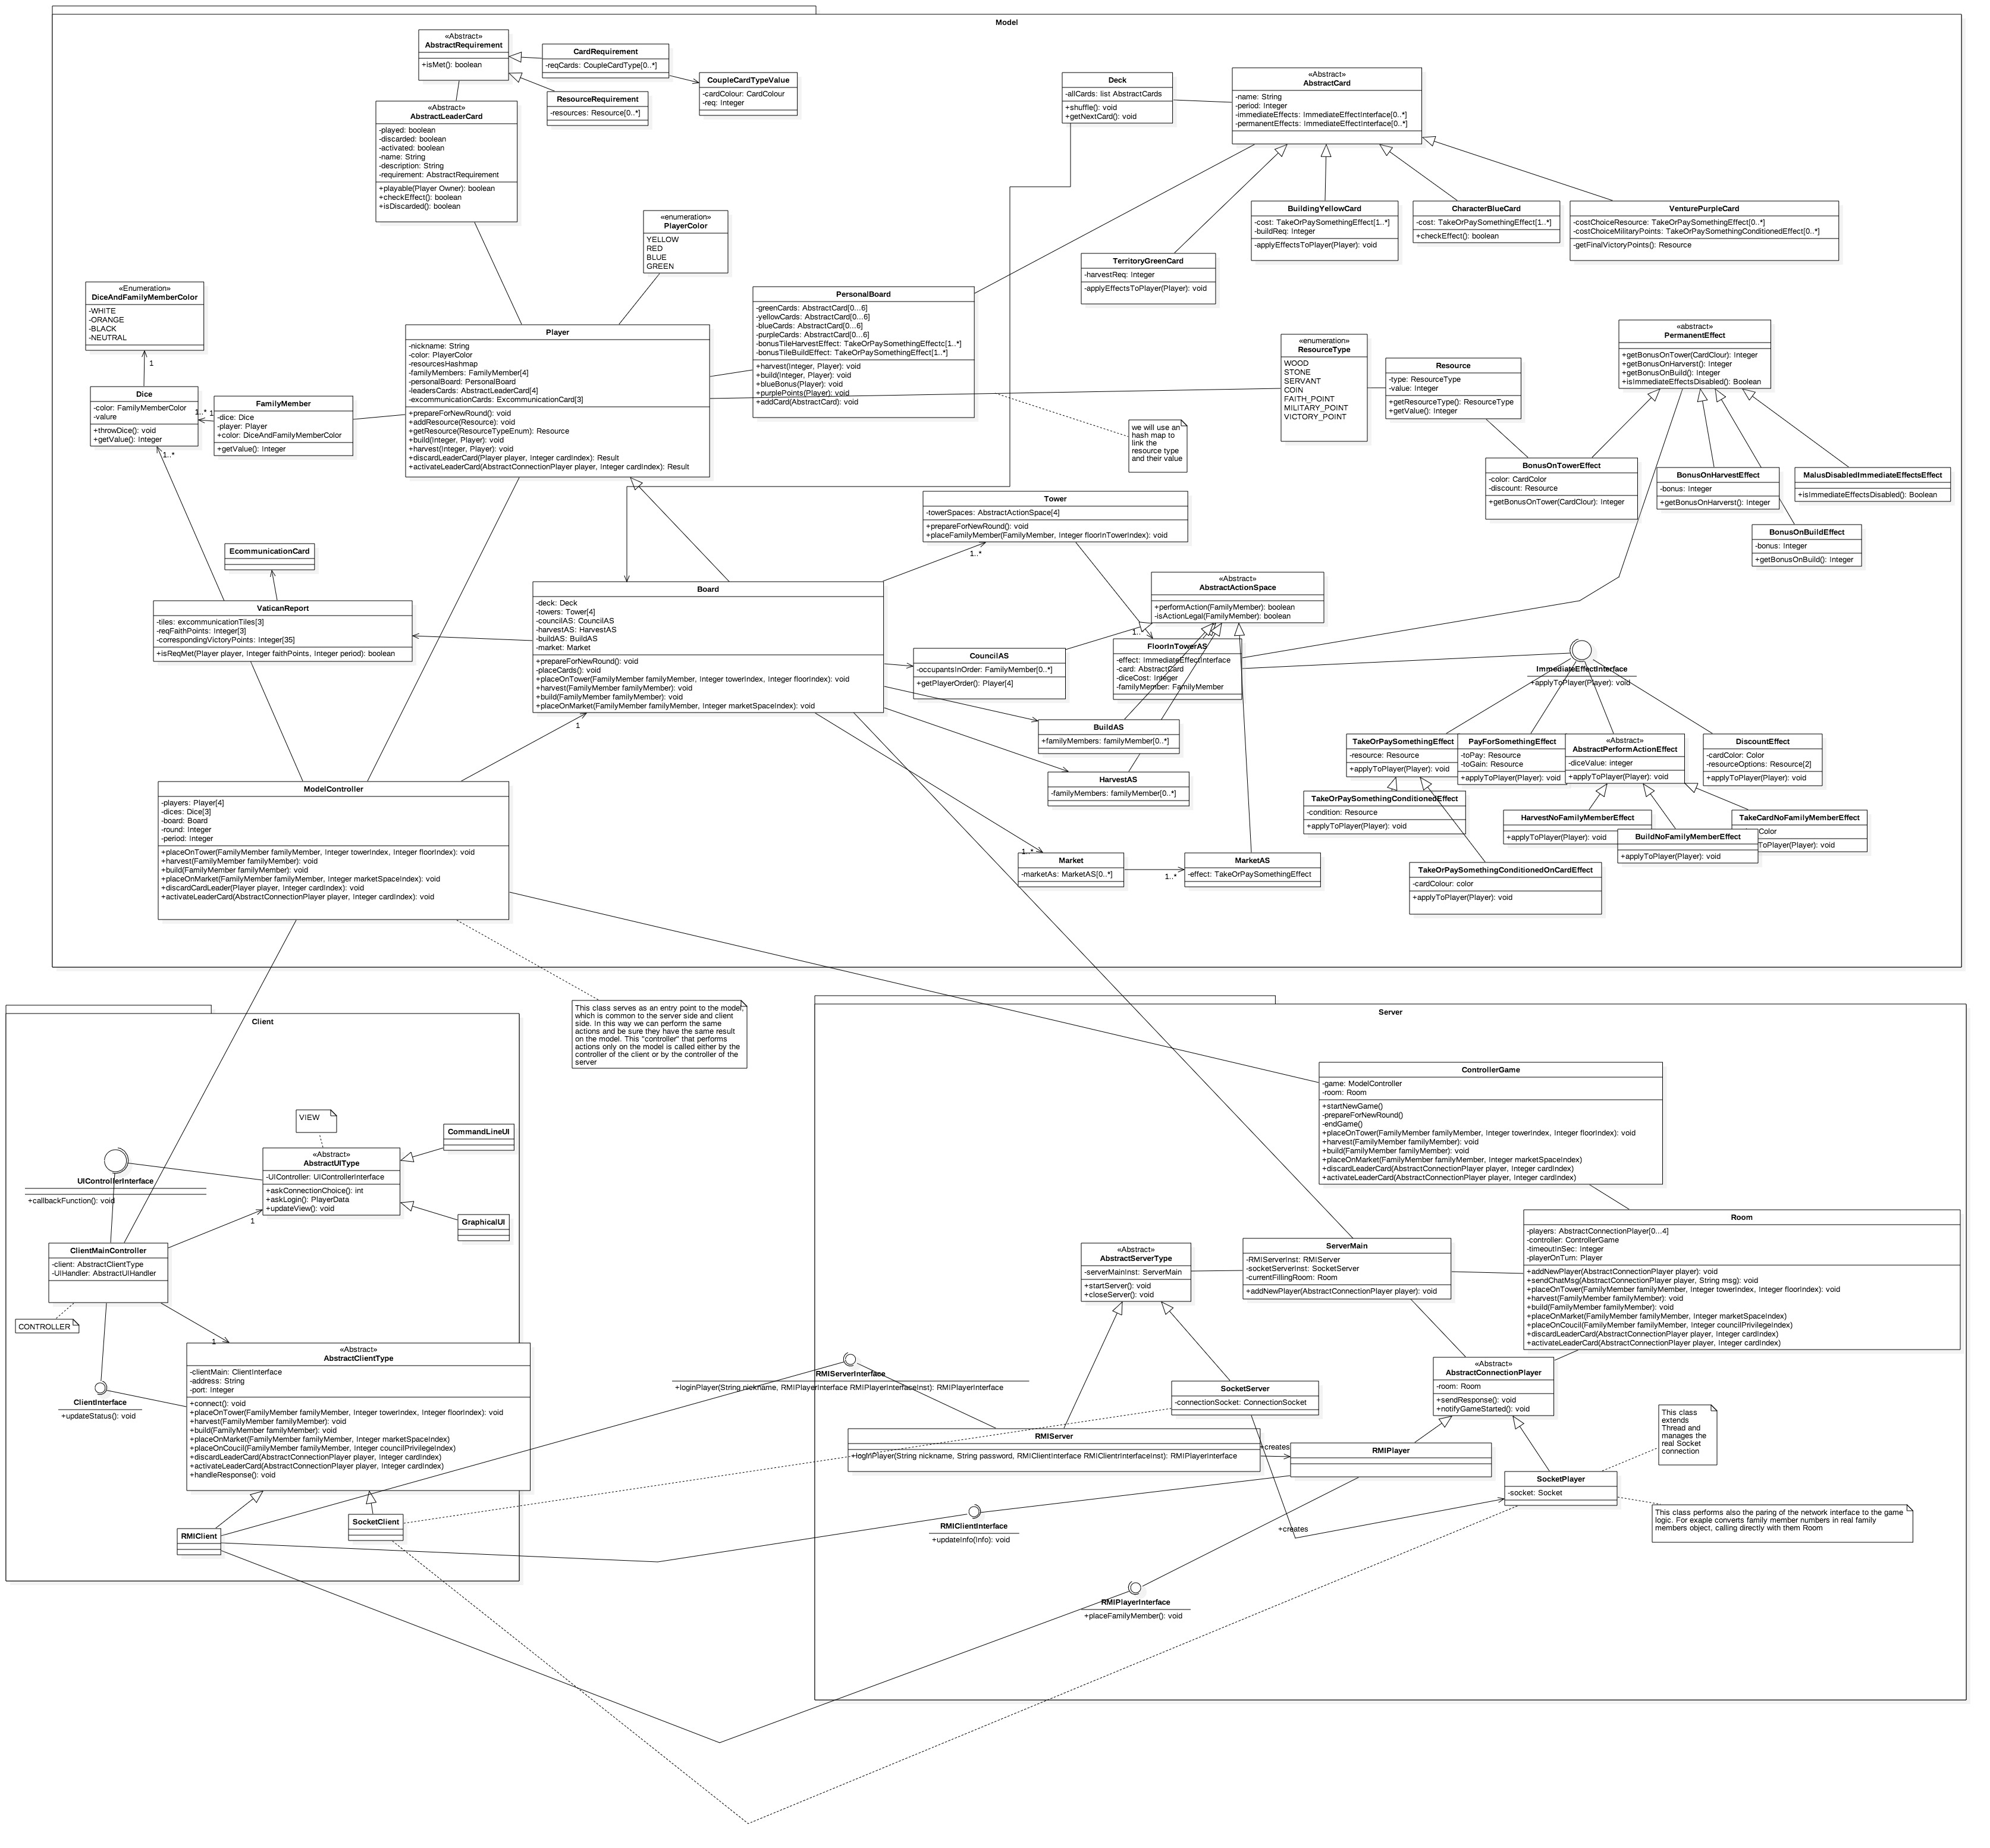 Model
«Abstract»
AbstractRequirement
+isMet(): boolean
CardRequirement
-reqCards: CoupleCardType[0..*]
CoupleCardTypeValue
-cardColour: CardColour
-req: Integer
ResourceRequirement
-resources: Resource[0..*]
«Abstract»
AbstractLeaderCard
-played: boolean
-discarded: boolean
-activated: boolean
-name: String
-description: String
-requirement: AbstractRequirement
+playable(Player Owner): boolean
+checkEffect(): boolean
+isDiscarded(): boolean
Deck
-allCards: list AbstractCards
+shuffle(): void
+getNextCard(): void
«Abstract»
AbstractCard
-name: String
-period: Integer
-immediateEffects: ImmediateEffectInterface[0..*]
-permanentEffects: ImmediateEffectInterface[0..*]
BuildingYellowCard
-cost: TakeOrPaySomethingEffect[1..*]
-buildReq: Integer
-applyEffectsToPlayer(Player): void
CharacterBlueCard
-cost: TakeOrPaySomethingEffect[1..*]
+checkEffect(): boolean
VenturePurpleCard
-costChoiceResource: TakeOrPaySomethingEffect[0..*]
-costChoiceMilitaryPoints: TakeOrPaySomethingConditionedEffect[0..*]
-getFinalVictoryPoints(): Resource
TerritoryGreenCard
-harvestReq: Integer
-applyEffectsToPlayer(Player): void
«enumeration»
PlayerColor
YELLOW
RED
BLUE
GREEN
«Enumeration»
DiceAndFamilyMemberColor
-WHITE
-ORANGE
-BLACK
-NEUTRAL
1
Dice
-color: FamilyMemberColor
-valure
+throwDice(): void
+getValue(): Integer
1..*
1
1..*
FamilyMember
-dice: Dice
-player: Player
+color: DiceAndFamilyMemberColor
+getValue(): Integer
Player
-nickname: String
-color: PlayerColor
-resourcesHashmap
-familyMembers: FamilyMember[4]
-personalBoard: PersonalBoard
-leadersCards: AbstractLeaderCard[4]
-excommunicationCards: ExcommunicationCard[3]
+prepareForNewRound(): void
+addResource(Resource): void
+getResource(ResourceTypeEnum): Resource
+build(Integer, Player): void
+harvest(Integer, Player): void
+discardLeaderCard(Player player, Integer cardIndex): Result
+activateLeaderCard(AbstractConnectionPlayer player, Integer cardIndex): Result
PersonalBoard
-greenCards: AbstractCard[0...6]
-yellowCards: AbstractCard[0...6]
-blueCards: AbstractCard[0...6]
-purpleCards: AbstractCard[0...6]
-bonusTileHarvestEffect: TakeOrPaySomethingEffectc[1..*]
-bonusTileBuildEffect: TakeOrPaySomethingEffect[1..*]
+harvest(Integer, Player): void
+build(Integer, Player): void
+blueBonus(Player): void
+purplePoints(Player): void
+addCard(AbstractCard): void
we will use an
hash map to
link the
resource type
and their value
«enumeration»
ResourceType
WOOD
STONE
SERVANT
COIN
FAITH_POINT
MILITARY_POINT
VICTORY_POINT
Resource
-type: ResourceType
-value: Integer
+getResourceType(): ResourceType
+getValue(): Integer
«abstract»
PermanentEffect
+getBonusOnTower(CardClour): Integer
+getBonusOnHarvest(): Integer
+getBonusOnBuild(): Integer
+isImmediateEffectsDisabled(): Boolean
BonusOnTowerEffect
-color: CardColor
-discount: Resource
+getBonusOnTower(CardClour): Integer
BonusOnHarvestEffect
-bonus: Integer
+getBonusOnHarverst(): Integer
MalusDisabledImmediateEffectsEffect
+isImmediateEffectsDisabled(): Boolean
BonusOnBuildEffect
-bonus: Integer
+getBonusOnBuild(): Integer
Tower
-towerSpaces: AbstractActionSpace[4]
+prepareForNewRound(): void
+placeFamilyMember(FamilyMember, Integer floorInTowerIndex): void
1..*
EcommunicationCard
VaticanReport
-tiles: excommunicationTiles[3]
-reqFaithPoints: Integer[3]
-correspondingVictoryPoints: Integer[35]
+isReqMet(Player player, Integer faithPoints, Integer period): boolean
Board
-deck: Deck
-towers: Tower[4]
-councilAS: CouncilAS
-harvestAS: HarvestAS
-buildAS: BuildAS
-market: Market
+prepareForNewRound(): void
-placeCards(): void
+placeOnTower(FamilyMember familyMember, Integer towerIndex, Integer floorIndex): void
+harvest(FamilyMember familyMember): void
+build(FamilyMember familyMember): void
+placeOnMarket(FamilyMember familyMember, Integer marketSpaceIndex): void
1
«Abstract»
AbstractActionSpace
+performAction(FamilyMember): boolean
-isActionLegal(FamilyMember): boolean
1..*
FloorInTowerAS
-effect: ImmediateEffectInterface
-card: AbstractCard
-diceCost: Integer
-familyMember: FamilyMember
CouncilAS
-occupantsInOrder: FamilyMember[0..*]
+getPlayerOrder(): Player[4]
BuildAS
+familyMembers: familyMember[0..*]
HarvestAS
-familyMembers: familyMember[0..*]
1..*
Market
-marketAs: MarketAS[0..*]
1..*
MarketAS
-effect: TakeOrPaySomethingEffect
ImmediateEffectInterface
+applyToPlayer(Player): void
TakeOrPaySomethingEffect
-resource: Resource
+applyToPlayer(Player): void
PayForSomethingEffect
-toPay: Resource
-toGain: Resource
+applyToPlayer(Player): void
«Abstract»
AbstractPerformActionEffect
-diceValue: integer
+applyToPlayer(Player): void
DiscountEffect
-cardColor: Color
-resourceOptions: Resource[2]
+applyToPlayer(Player): void
TakeOrPaySomethingConditionedEffect
-condition: Resource
+applyToPlayer(Player): void
HarvestNoFamilyMemberEffect
+applyToPlayer(Player): void
BuildNoFamilyMemberEffect
+applyToPlayer(Player): void
TakeCardNoFamilyMemberEffect
Color
ToPlayer(Player): void
TakeOrPaySomethingConditionedOnCardEffect
-cardColour: color
+applyToPlayer(Player): void
ModelController
-players: Player[4]
-dices: Dice[3]
-board: Board
-round: Integer
-period: Integer
+placeOnTower(FamilyMember familyMember, Integer towerIndex, Integer floorIndex): void
+harvest(FamilyMember familyMember): void
+build(FamilyMember familyMember): void
+placeOnMarket(FamilyMember familyMember, Integer marketSpaceIndex): void
+discardCardLeader(Player player, Integer cardIndex): void
+activateLeaderCard(AbstractConnectionPlayer player, Integer cardIndex): void
This class serves as an entry point to the model,
which is common to the server side and client
side. In this way we can perform the same
actions and be sure they have the same result
on the model. This "controller" that performs
actions only on the model is called either by the
controller of the client or by the controller of the
server
Client
VIEW
UIControllerInterface
+callbackFunction(): void
«Abstract»
AbstractUIType
-UIController: UIControllerInterface
+askConnectionChoice(): int
+askLogin(): PlayerData
+updateView(): void
CommandLineUI
GraphicalUI
1
ClientMainController
-client: AbstractClientType
-UIHandler: AbstractUIHandler
CONTROLLER
1
ClientInterface
+updateStatus(): void
«Abstract»
AbstractClientType
-clientMain: ClientInterface
-address: String
-port: Integer
+connect(): void
+placeOnTower(FamilyMember familyMember, Integer towerIndex, Integer floorIndex): void
+harvest(FamilyMember familyMember): void
+build(FamilyMember familyMember): void
+placeOnMarket(FamilyMember familyMember, Integer marketSpaceIndex)
+placeOnCoucil(FamilyMember familyMember, Integer councilPrivilegeIndex)
+discardLeaderCard(AbstractConnectionPlayer player, Integer cardIndex)
+activateLeaderCard(AbstractConnectionPlayer player, Integer cardIndex)
+handleResponse(): void
RMIClient
SocketClient
Server
ControllerGame
-game: ModelController
-room: Room
+startNewGame()
-prepareForNewRound()
-endGame()
+placeOnTower(FamilyMember familyMember, Integer towerIndex, Integer floorIndex): void
+harvest(FamilyMember familyMember): void
+build(FamilyMember familyMember): void
+placeOnMarket(FamilyMember familyMember, Integer marketSpaceIndex)
+discardLeaderCard(AbstractConnectionPlayer player, Integer cardIndex)
+activateLeaderCard(AbstractConnectionPlayer player, Integer cardIndex)
Room
-players: AbstractConnectionPlayer[0...4]
-controller: ControllerGame
-timeoutInSec: Integer
-playerOnTurn: Player
+addNewPlayer(AbstractConnectionPlayer player): void
+sendChatMsg(AbstractConnectionPlayer player, String msg): void
+placeOnTower(FamilyMember familyMember, Integer towerIndex, Integer floorIndex): void
+harvest(FamilyMember familyMember): void
+build(FamilyMember familyMember): void
+placeOnMarket(FamilyMember familyMember, Integer marketSpaceIndex)
+placeOnCoucil(FamilyMember familyMember, Integer councilPrivilegeIndex)
+discardLeaderCard(AbstractConnectionPlayer player, Integer cardIndex)
+activateLeaderCard(AbstractConnectionPlayer player, Integer cardIndex)
«Abstract»
AbstractServerType
-serverMainInst: ServerMain
+startServer(): void
+closeServer(): void
ServerMain
-RMIServerInst: RMIServer
-socketServerInst: SocketServer
-currentFillingRoom: Room
+addNewPlayer(AbstractConnectionPlayer player): void
RMIServerInterface
+loginPlayer(String nickname, RMIPlayerInterface RMIPlayerInterfaceInst): RMIPlayerInterface
SocketServer
-connectionSocket: ConnectionSocket
«Abstract»
AbstractConnectionPlayer
-room: Room
+sendResponse(): void
+notifyGameStarted(): void
This class
extends
Thread and
manages the
real Socket
connection
RMIServer
+logInPlayer(String nickname, String password, RMIClientInterface RMIClientrInterfaceInst): RMIPlayerInterface
+creates
RMIPlayer
SocketPlayer
-socket: Socket
This class performs also the paring of the network interface to the game
logic. For exaple converts family member numbers in real family
members object, calling directly with them Room
RMIClientInterface
+updateInfo(Info): void
+creates
RMIPlayerInterface
+placeFamilyMember(): void